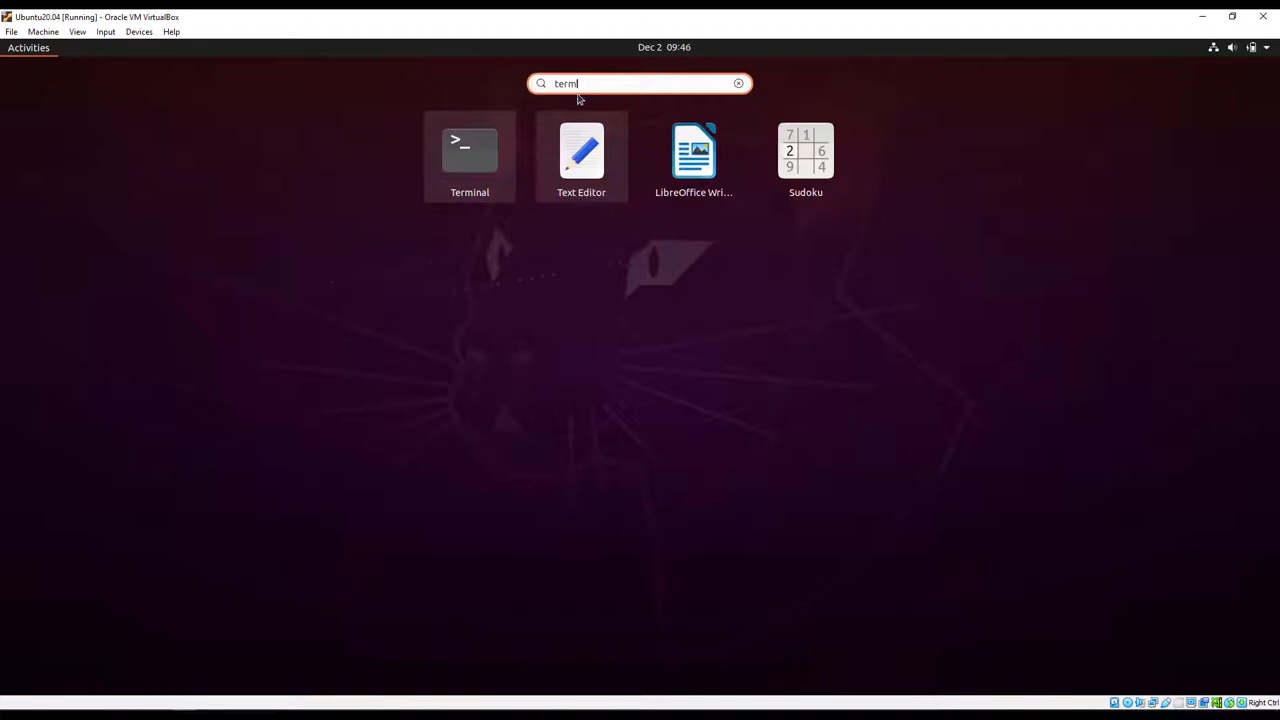 Ubuntu20.04 [Running] - Oracle VM VirtualBox
File Machine View Input Devices Help
Activities
Dec 2 09:46
term
>_
Terminal
Text Editor
LibreOffice Wri...
Sudoku
7 1
2 6
9 4
Right Ctrl